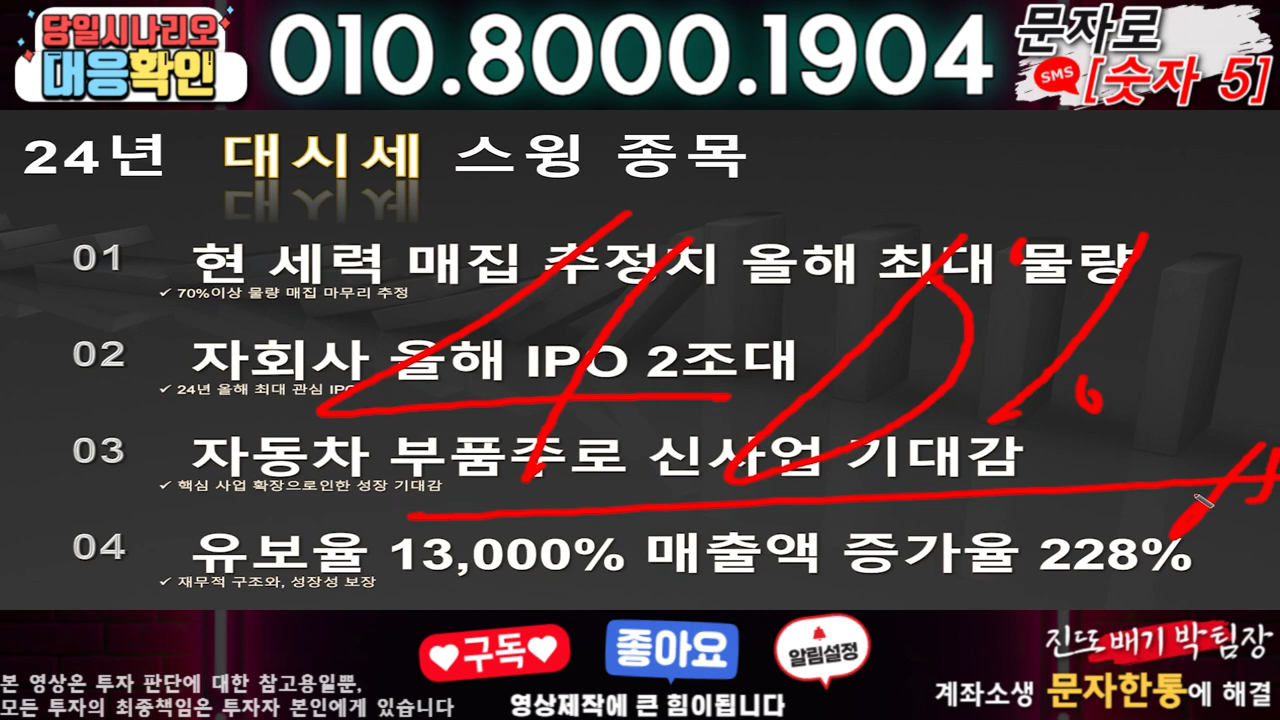 당일시나리오
대응확인
010.8000.1904
문자로
SMS
[숫자 5]
24년 대시세 스윙 종목
01 현 세력 매집 추정치 올해 최대 물량
✓ 70%이상 물량 매집 마무리 추정
02 자회사 올해 IPO 2조대
✓ 24년 올해 최대 관심 IPO
03 자동차 부품주로 신사업 기대감
✓ 핵심 사업 확장으로인한 성장 기대감
04 유보율 13,000% 매출액 증가율 228%
✓ 재무적 구조와, 성장성 보장
구독
좋아요
알림설정
영상제작에 큰 힘이됩니다
본 영상은 투자 판단에 대한 참고용일뿐,
모든 투자의 최종책임은 투자자 본인에게 있습니다
진또배기 박팀장
계좌소생 문자한통에 해결